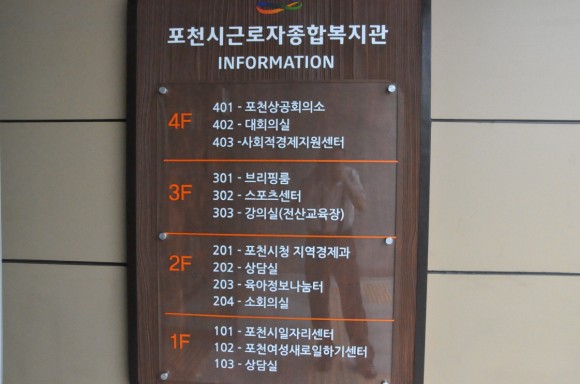 포천시근로자종합복지관
INFORMATION
4F
401 - 포천상공회의소
402 - 대회의실
403 -사회적경제지원센터
3F
301 - 브리핑룸
302 - 스포츠센터
303 - 강의실(전산교육장)
2F
201 - 포천시청 지역경제과
202 - 상담실
203 - 육아정보나눔터
204 - 소회의실
1F
101 - 포천시일자리센터
102 - 포천여성새로일하기센터
103 - 상담실